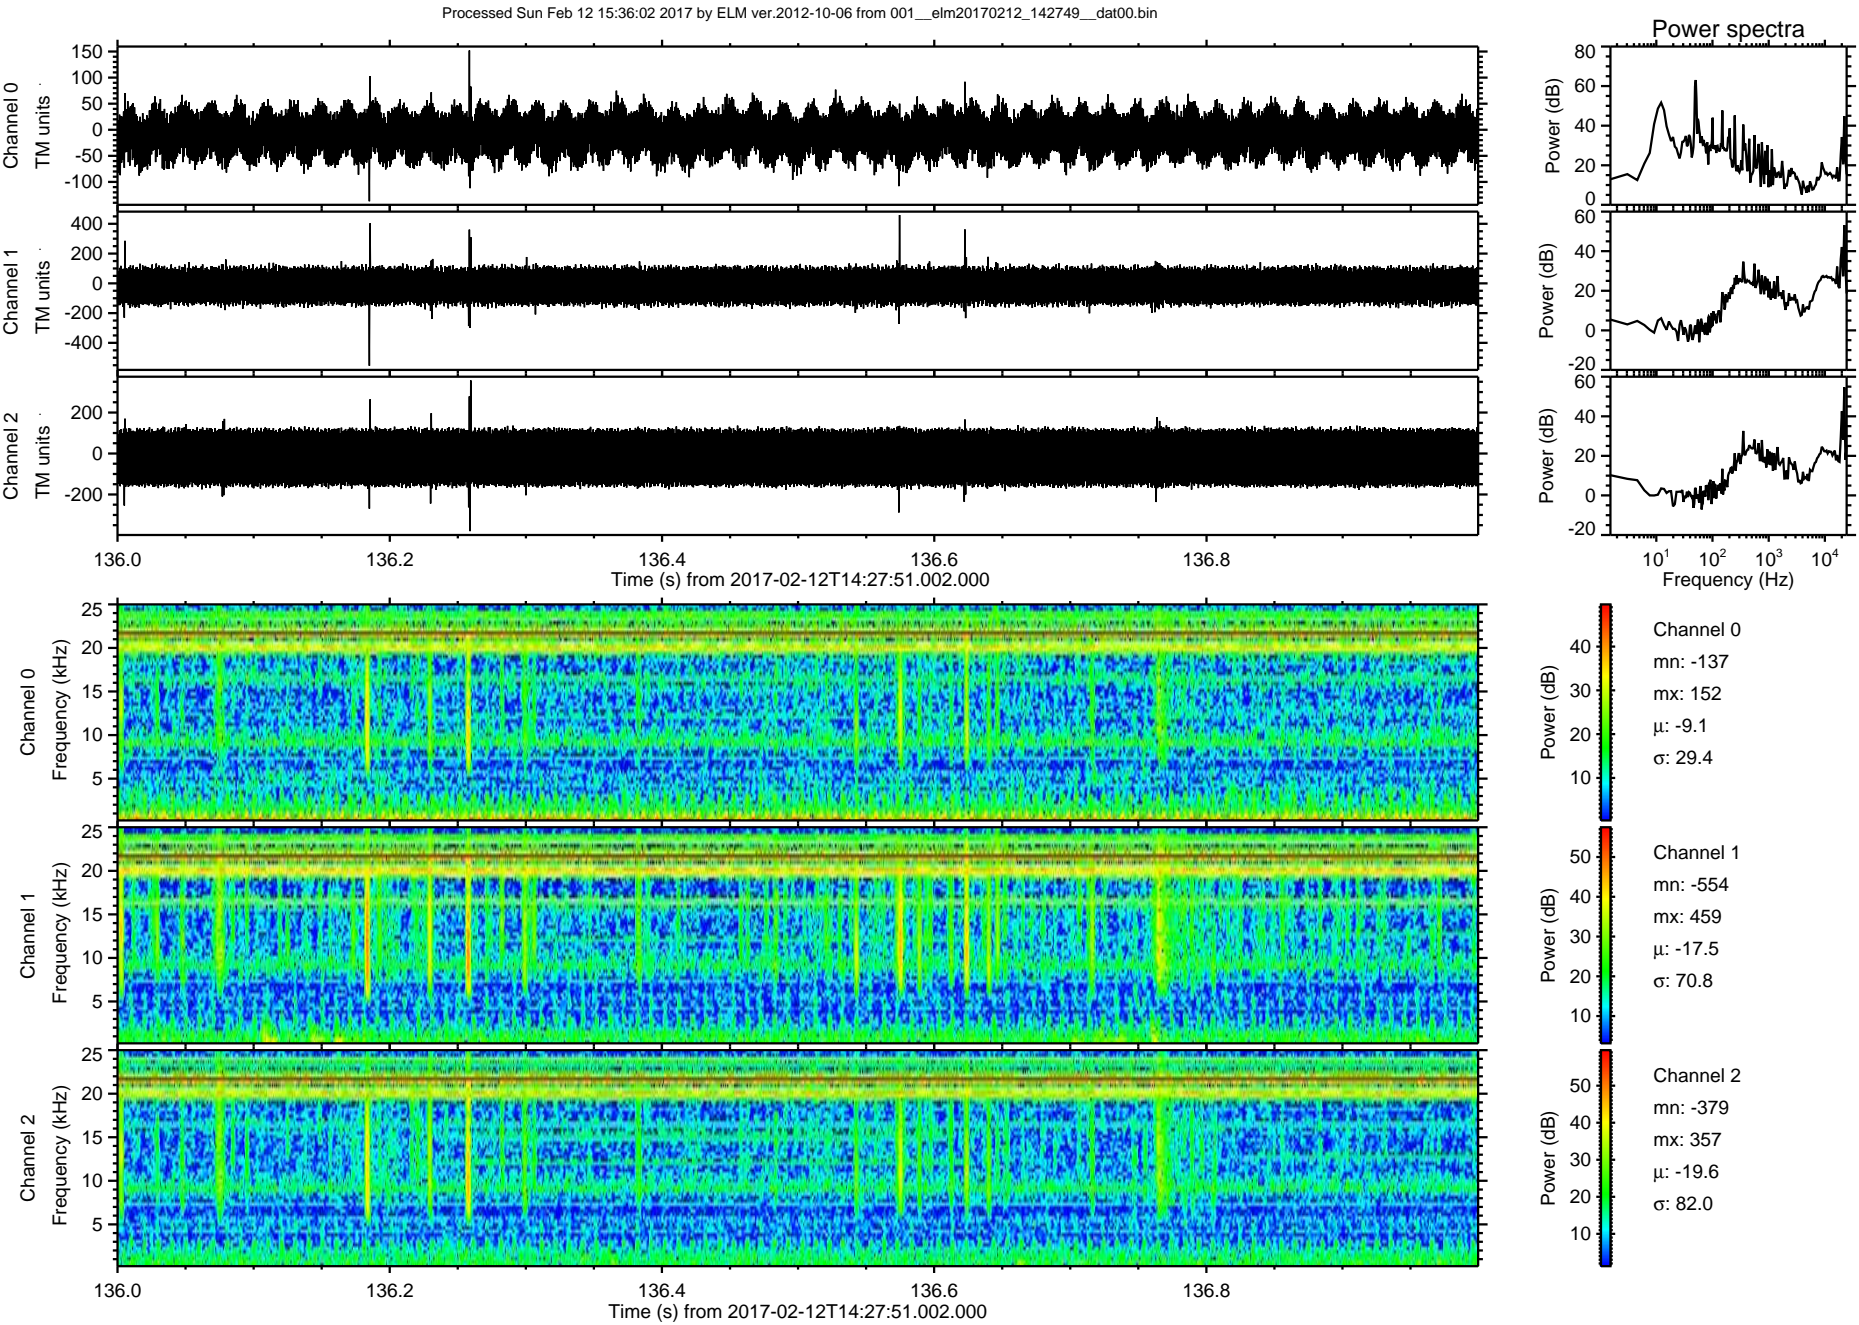 Processed Sun Feb 12 15:36:02 2017 by ELM ver.2012-10-06 from 001__elm20170212_142749__dat00.bin
Power spectra
Channel 0
TM units
150
100
50
0
-50
-100
Power (dB)
80
60
40
20
0
Channel 1
TM units
400
200
0
-200
-400
Power (dB)
60
40
20
0
-20
Channel 2
TM units
200
0
-200
Power (dB)
60
40
20
0
-20
136.0 136.2 136.4 136.6 136.8
Time (s) from 2017-02-12T14:27:51.002.000
10¹ 10² 10³ 10⁴
Frequency (Hz)
Channel 0
Frequency (kHz)
25
20
15
10
5
Power (dB)
40
30
20
10
Channel 0
mn: -137
mx: 152
μ: -9.1
σ: 29.4
Channel 1
Frequency (kHz)
25
20
15
10
5
Power (dB)
50
40
30
20
10
Channel 1
mn: -554
mx: 459
μ: -17.5
σ: 70.8
Channel 2
Frequency (kHz)
25
20
15
10
5
Power (dB)
50
40
30
20
10
Channel 2
mn: -379
mx: 357
μ: -19.6
σ: 82.0
136.0 136.2 136.4 136.6 136.8
Time (s) from 2017-02-12T14:27:51.002.000